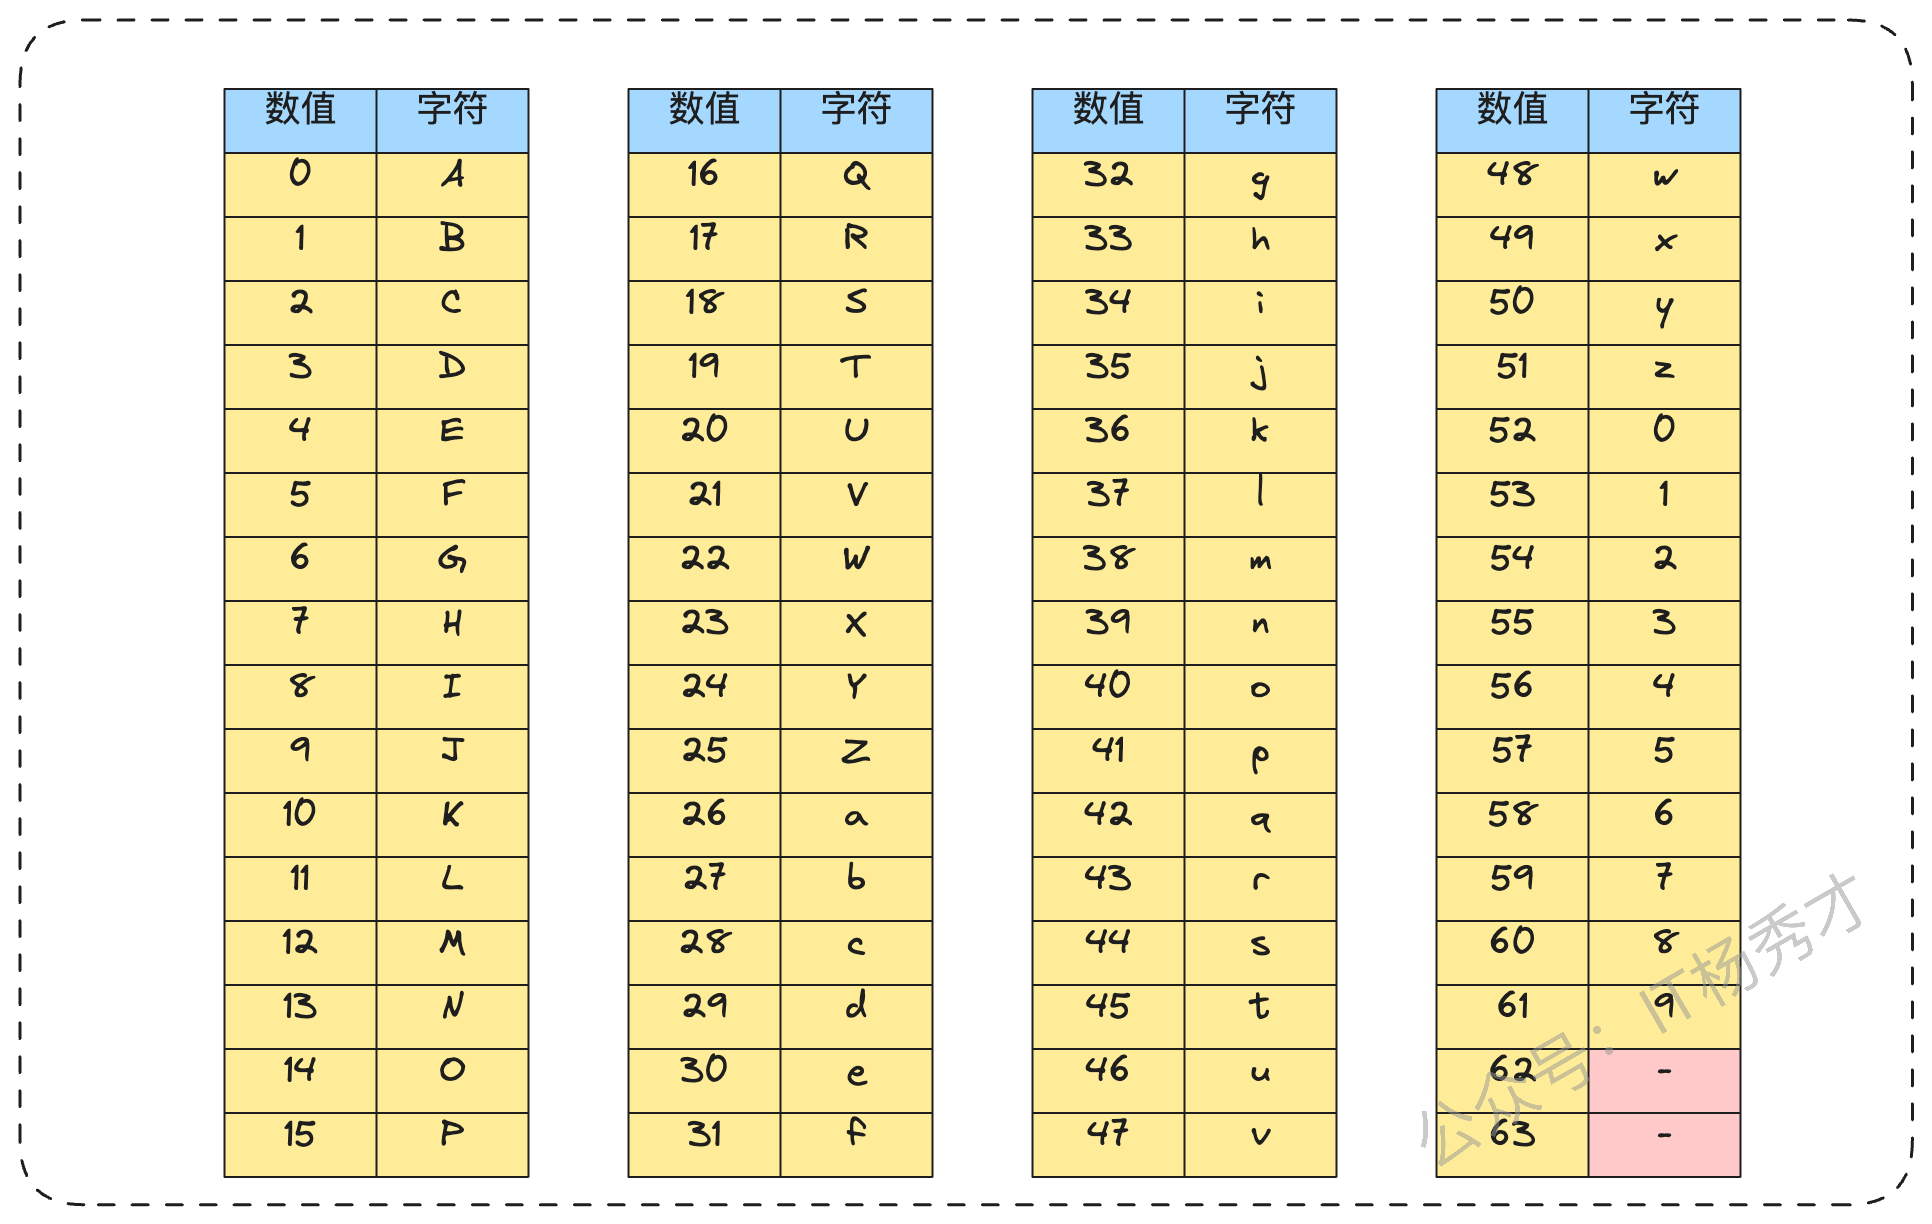 数值 字符 数值 字符 数值 字符 数值 字符
0 A 16 Q 32 g 48 w
1 B 17 R 33 h 49 x
2 C 18 S 34 i 50 y
3 D 19 T 35 j 51 z
4 E 20 U 36 k 52 0
5 F 21 V 37 l 53 1
6 G 22 W 38 m 54 2
7 H 23 X 39 n 55 3
8 I 24 Y 40 o 56 4
9 J 25 Z 41 p 57 5
10 K 26 a 42 q 58 6
11 L 27 b 43 r 59 7
12 M 28 c 44 s 60 8
13 N 29 d 45 t 61 9
14 O 30 e 46 u 62 -
15 P 31 f 47 v 63 -
公众号：IT杨秀才